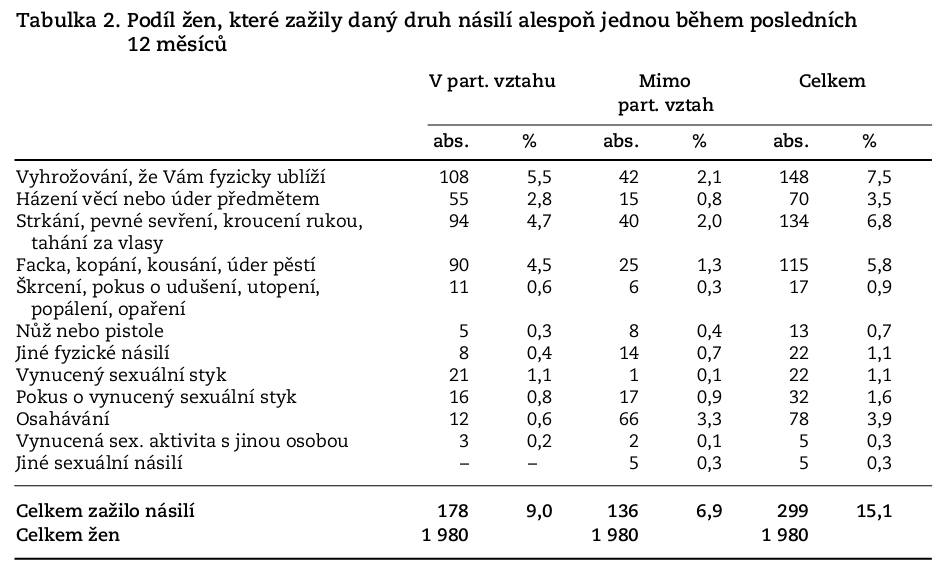 Tabulka 2. Podíl žen, které zažily daný druh násilí alespoň jednou během posledních
12 měsíců
V part. vztahu Mimo Celkem
part. vztah
abs. % abs. % abs. %
Vyhrožování, že Vám fyzicky ublíží 108 5,5 42 2,1 148 7,5
Házení věcí nebo úder předmětem 55 2,8 15 0,8 70 3,5
Strkání, pevné sevření, kroucení rukou, 94 4,7 40 2,0 134 6,8
tahání za vlasy
Facka, kopání, kousání, úder pěstí 90 4,5 25 1,3 115 5,8
Škrcení, pokus o udušení, utopení, 11 0,6 6 0,3 17 0,9
popálení, opaření
Nůž nebo pistole 5 0,3 8 0,4 13 0,7
Jiné fyzické násilí 8 0,4 14 0,7 22 1,1
Vynucený sexuální styk 21 1,1 1 0,1 22 1,1
Pokus o vynucený sexuální styk 16 0,8 17 0,9 32 1,6
Osahávání 12 0,6 66 3,3 78 3,9
Vynucená sex. aktivita s jinou osobou 3 0,2 2 0,1 5 0,3
Jiné sexuální násilí – – 5 0,3 5 0,3
Celkem zažilo násilí 178 9,0 136 6,9 299 15,1
Celkem žen 1 980 1 980 1 980